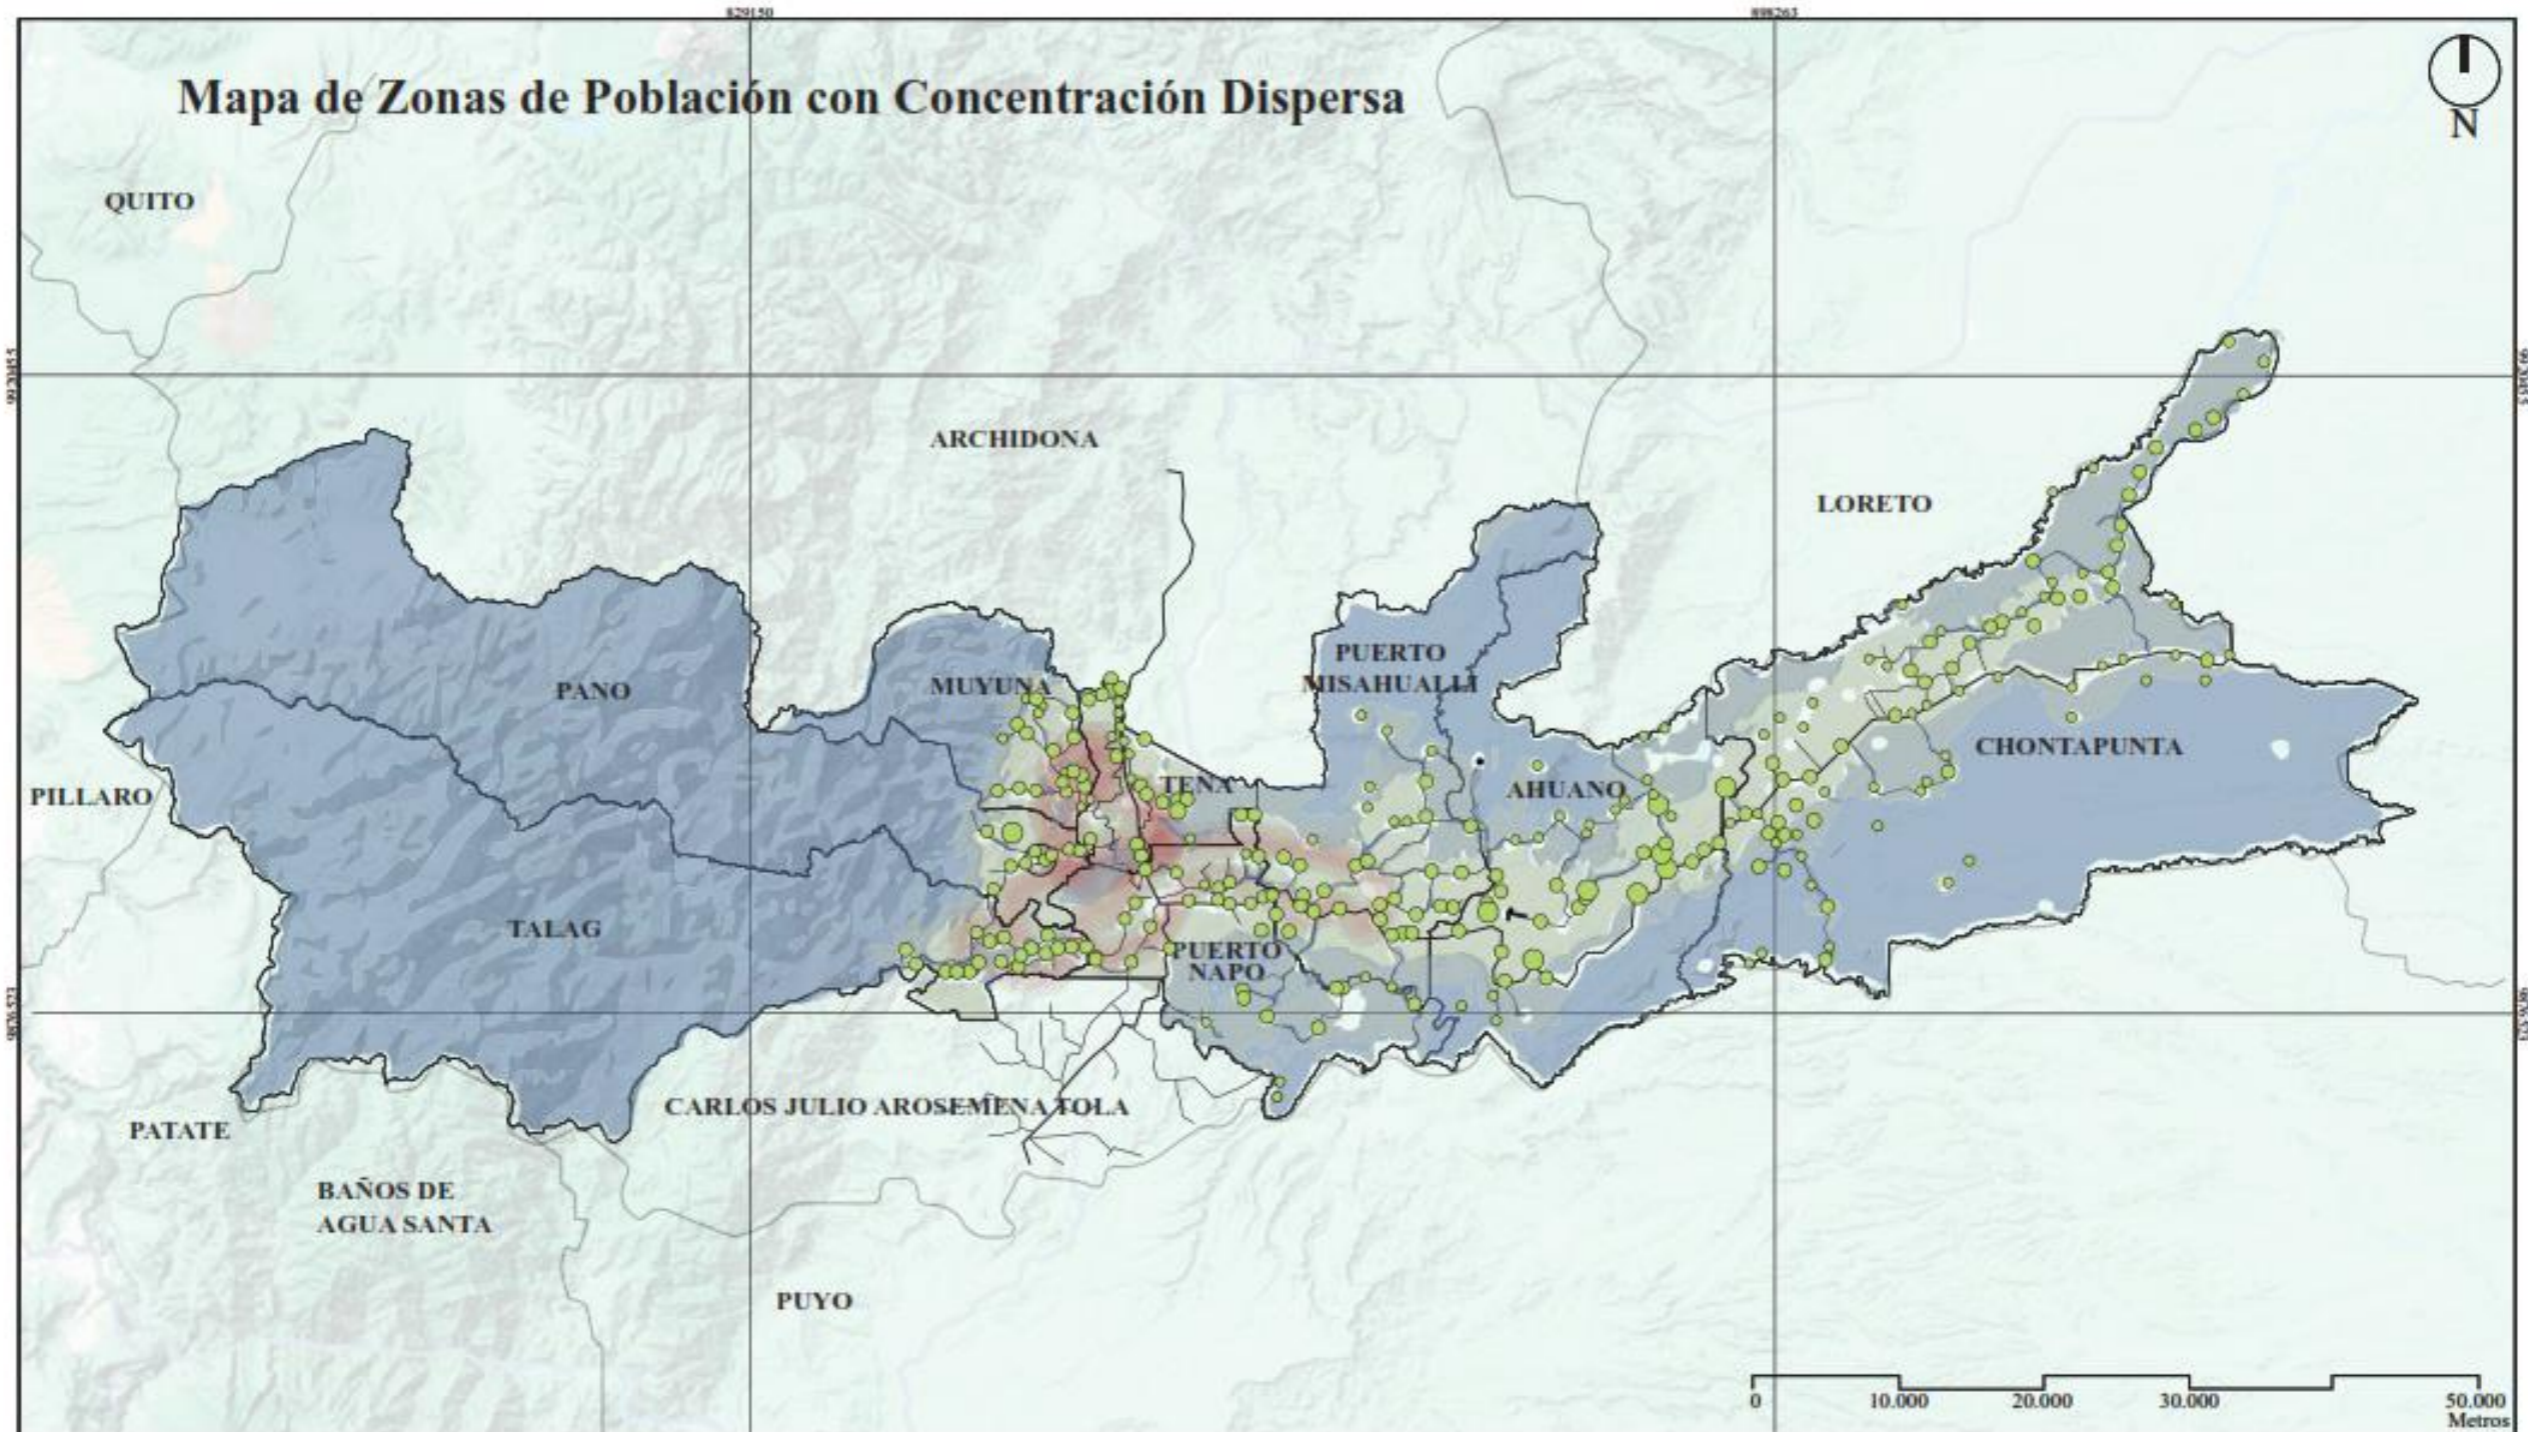 829150
898263
Mapa de Zonas de Población con Concentración Dispersa
N
QUITO
ARCHIDONA
LORETO
PUERTO
MISAHUALLI
PANO
MUYUNA
TENA
CHONTAPUNTA
AHUANO
PILLARO
TALAG
PUERTO
NAPO
CARLOS JULIO AROSEMENA TOLA
PATATE
BAÑOS DE
AGUA SANTA
PUYO
0
10.000
20.000
30.000
50.000
Metros